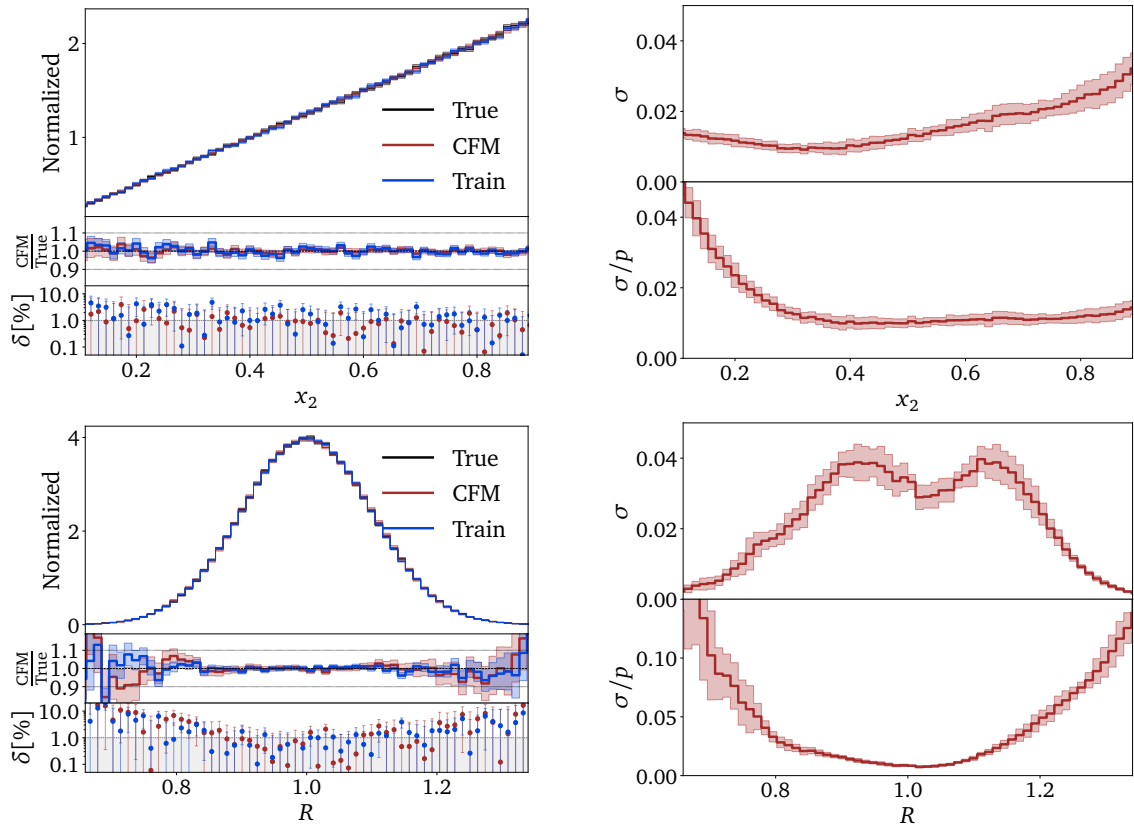 Normalized
2
1
True
CFM
Train
CFM
True
1.1
1.0
0.9
δ[%]
10.0
1.0
0.1
0.2 0.4 0.6 0.8
x₂
σ
0.04
0.02
0.00
σ/p
0.04
0.02
0.00
0.2 0.4 0.6 0.8
x₂
Normalized
4
2
0
True
CFM
Train
CFM
True
1.1
1.0
0.9
δ[%]
10.0
1.0
0.1
0.8 1.0 1.2
R
σ
0.04
0.02
0.00
σ/p
0.10
0.05
0.00
0.8 1.0 1.2
R